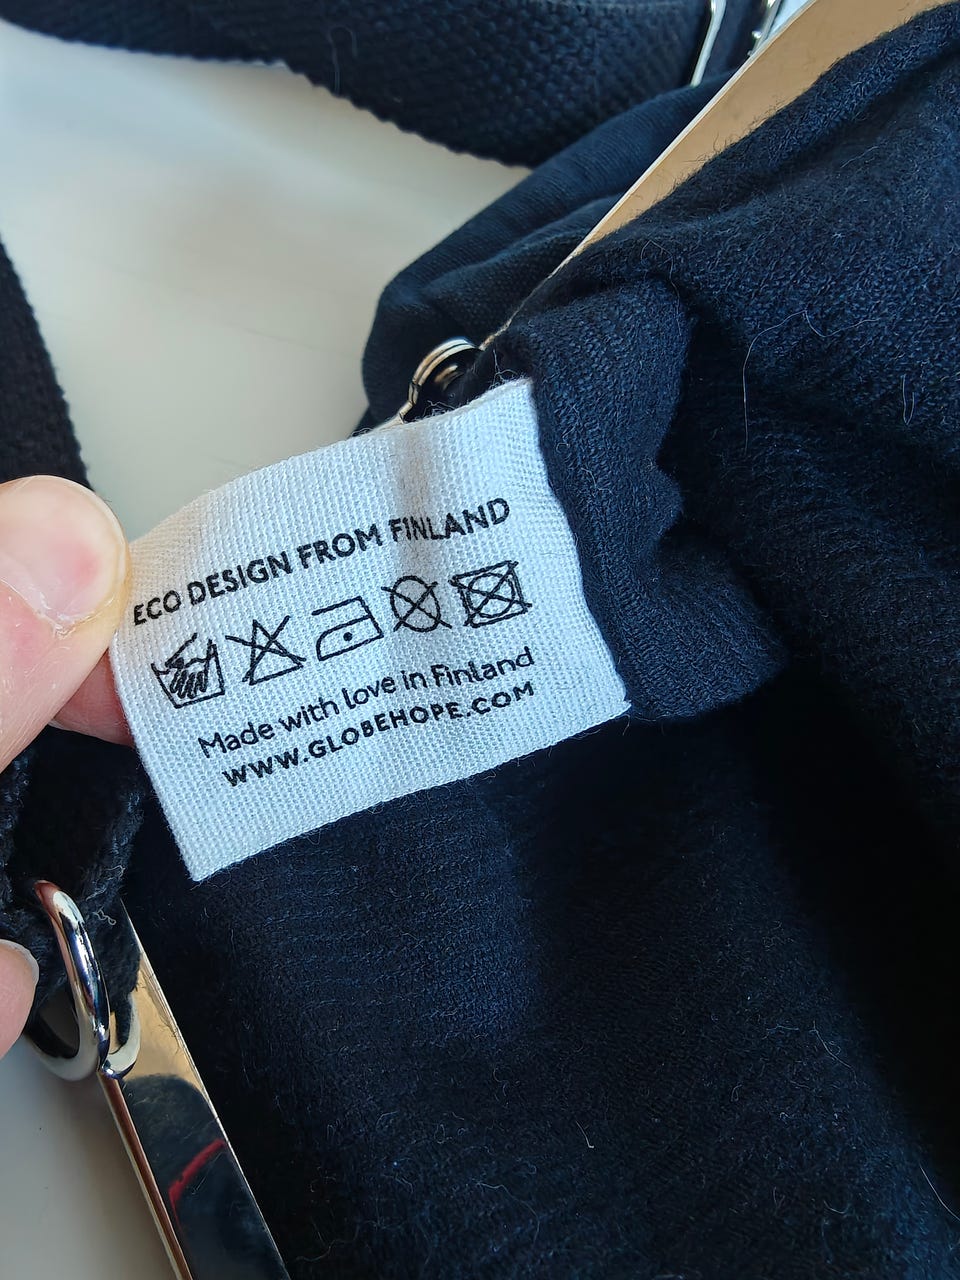 ECO DESIGN FROM FINLAND
Made with love in Finland
WWW.GLOBEHOPE.COM